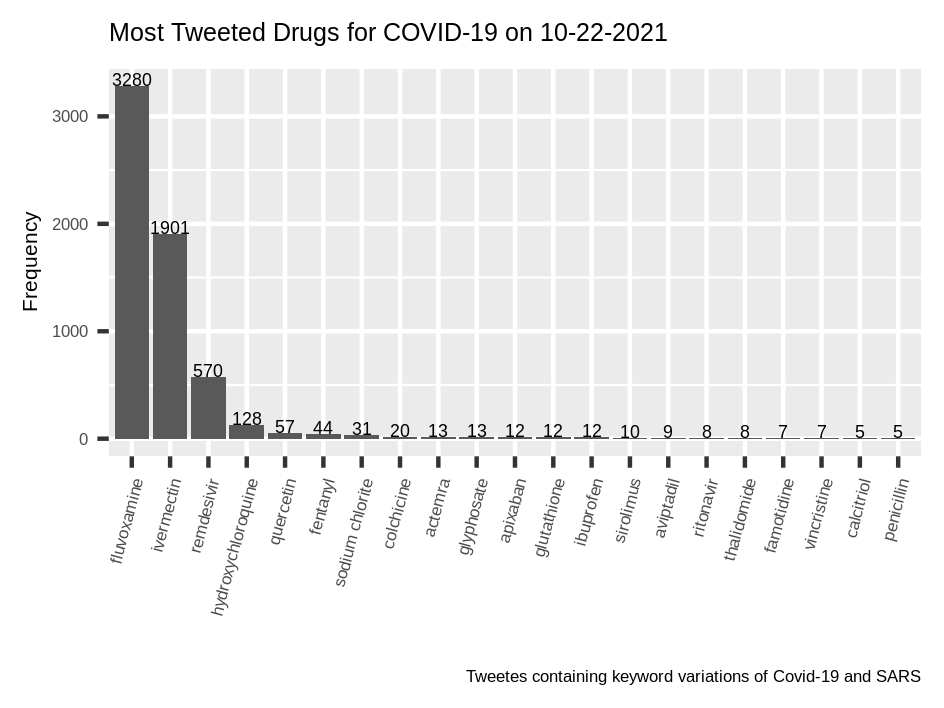 Most Tweeted Drugs for COVID-19 on 10-22-2021
Frequency
3000
2000
1000
0
3280
1901
570
128
57
44
31
20
13
13
12
12
12
10
9
8
8
7
7
5
5
fluvoxamine
ivermectin
remdesivir
hydroxychloroquine
quercetin
fentanyl
sodium chlorite
colchicine
actemra
glyphosate
apixaban
glutathione
ibuprofen
sirolimus
aviptadil
ritonavir
thalidomide
famotidine
vincristine
calcitriol
penicillin
Tweetes containing keyword variations of Covid-19 and SARS